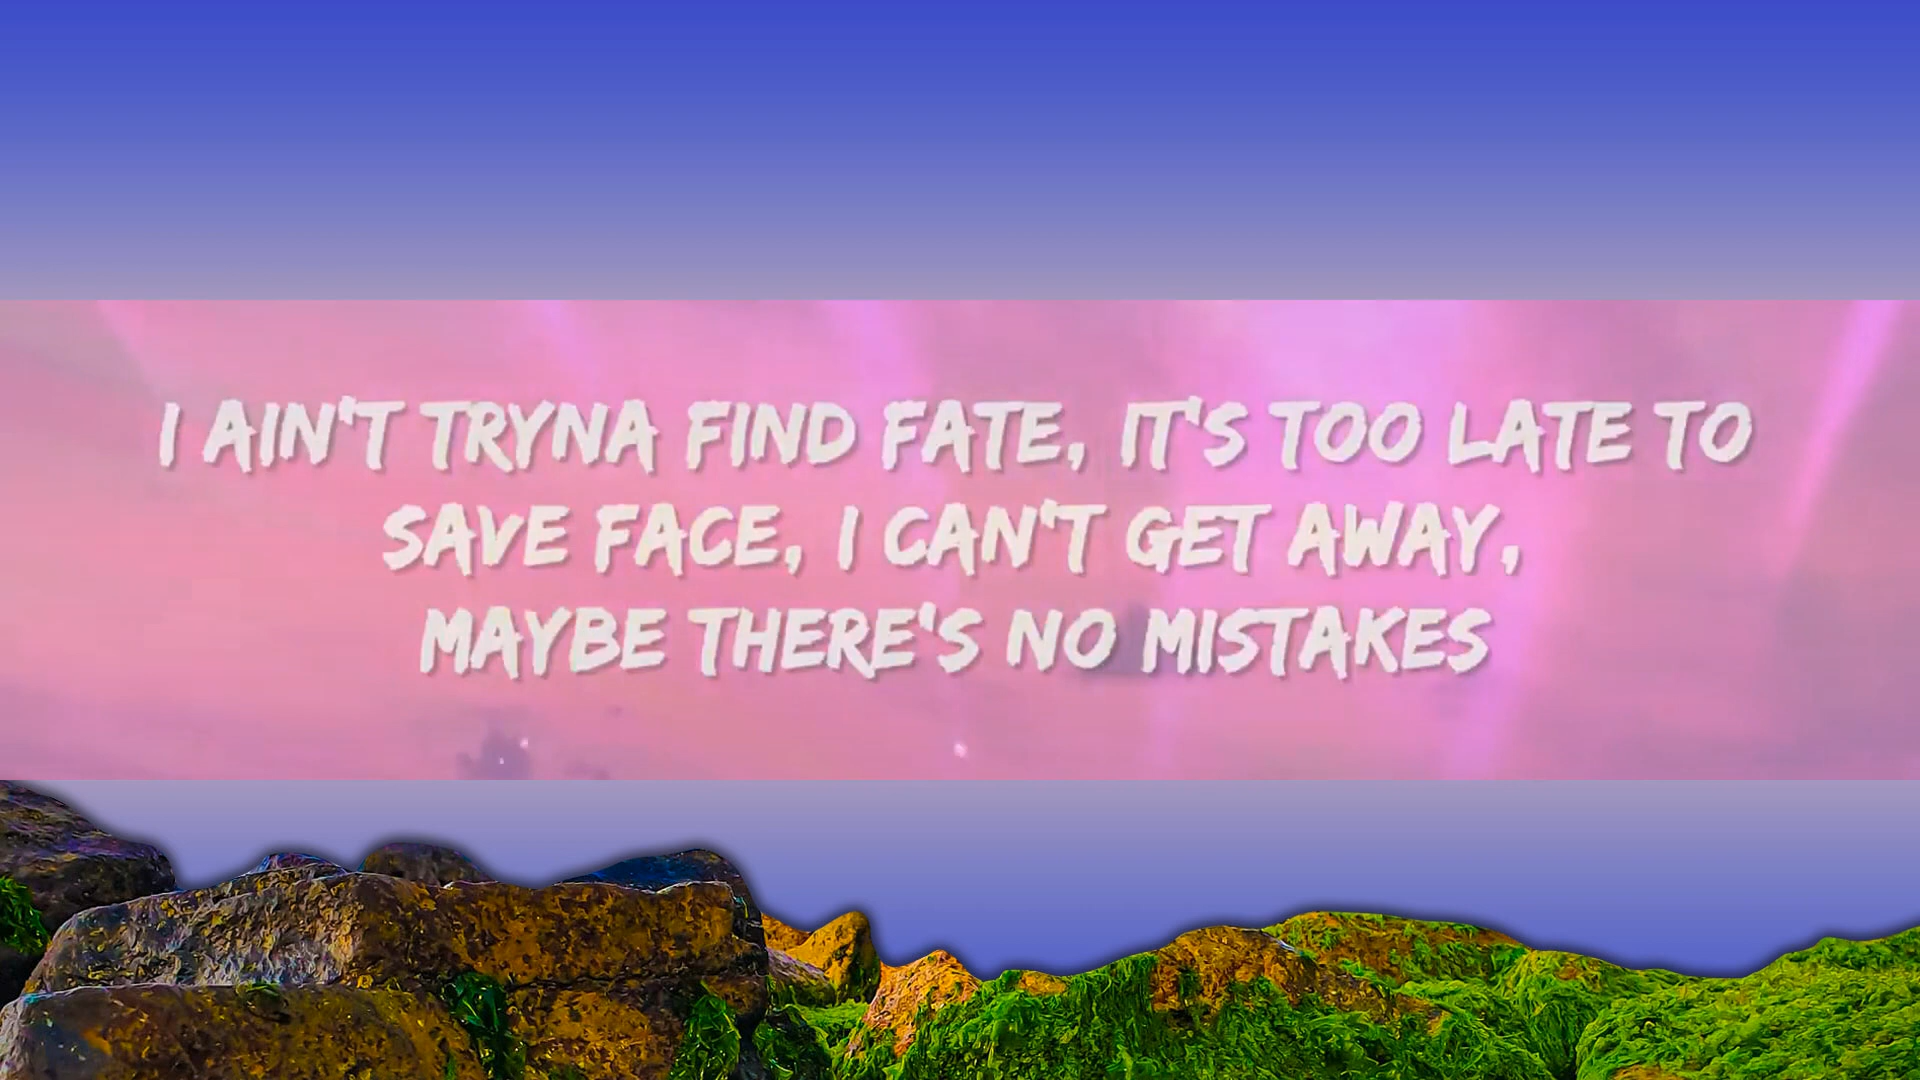 I AIN'T TRYNA FIND FATE, IT'S TOO LATE TO
SAVE FACE, I CAN'T GET AWAY,
MAYBE THERE'S NO MISTAKES